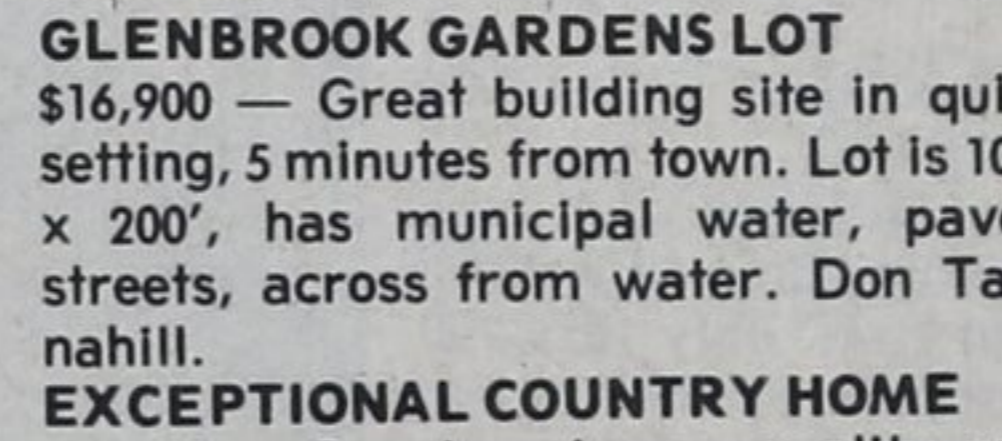 GLENBROOK GARDENS LOT
$16,900 — Great building site in
setting, 5 minutes from town. Lot is
x 200', has municipal water,
streets, across from water. Don
nahill.
EXCEPTIONAL COUNTRY HOME